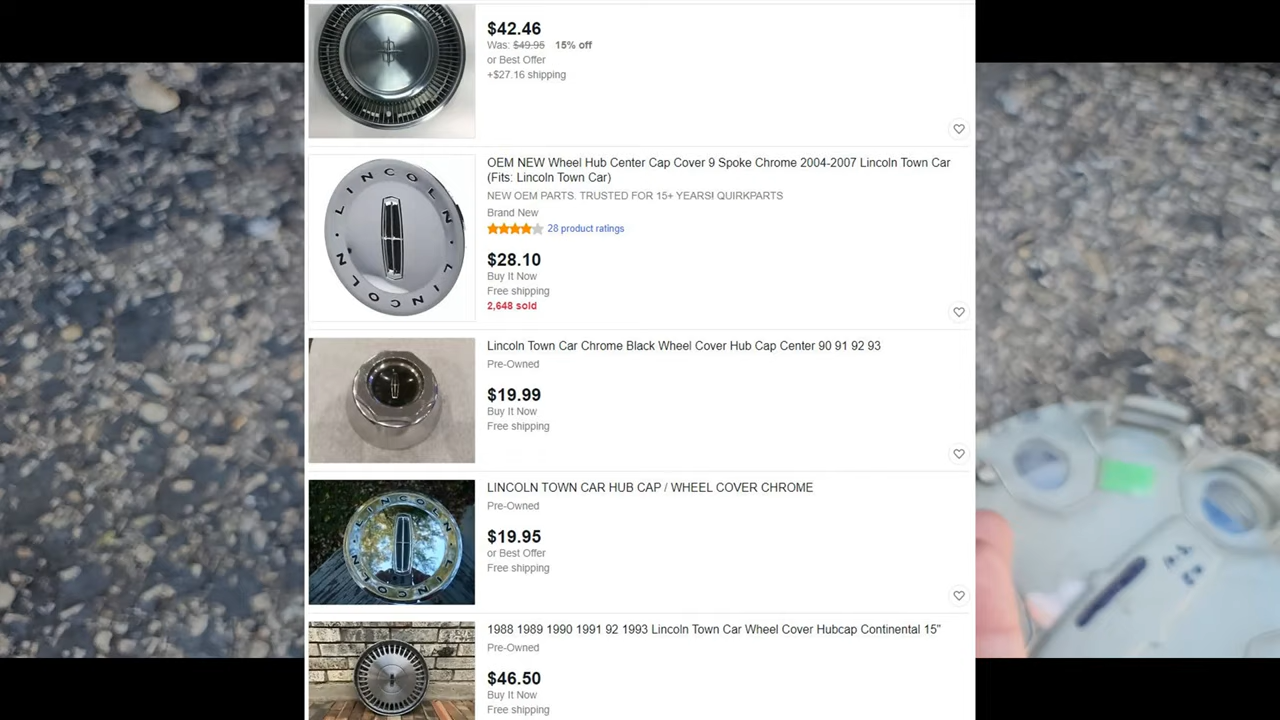 $42.46
Was: $49.95 15% off
or Best Offer
+$27.16 shipping
OEM NEW Wheel Hub Center Cap Cover 9 Spoke Chrome 2004-2007 Lincoln Town Car
(Fits: Lincoln Town Car)
NEW OEM PARTS. TRUSTED FOR 15+ YEARS! QUIRKPARTS
Brand New
28 product ratings
$28.10
Buy It Now
Free shipping
2,648 sold
LINCOLN
LINCOLN
Lincoln Town Car Chrome Black Wheel Cover Hub Cap Center 90 91 92 93
Pre-Owned
$19.99
Buy It Now
Free shipping
LINCOLN TOWN CAR HUB CAP / WHEEL COVER CHROME
Pre-Owned
$19.95
or Best Offer
Free shipping
LINCOLN
LINCOLN
1988 1989 1990 1991 92 1993 Lincoln Town Car Wheel Cover Hubcap Continental 15"
Pre-Owned
$46.50
Buy It Now
Free shipping